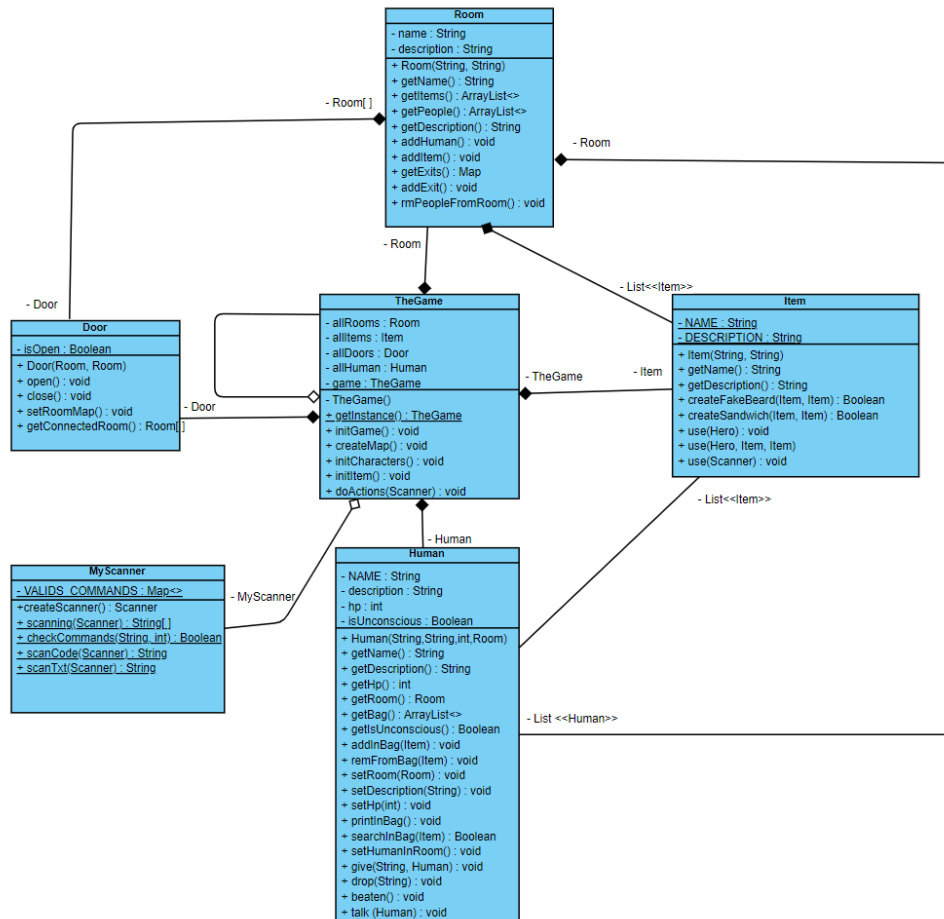 Room
- name : String
- description : String
+ Room(String, String)
+ getName() : String
+ getItems() : ArrayList<>
+ getPeople() : ArrayList<>
+ getDescription() : String
+ addHuman() : void
+ addItem() : void
+ getExits() : Map
+ addExit() : void
+ rmPeopleFromRoom() : void
- Room[ ]
- Room
- Room
- List<<Item>>
- Door
Door
- isOpen : Boolean
+ Door(Room, Room)
+ open() : void
+ close() : void
+ setRoomMap() : void
+ getConnectedRoom() : Room[ ]
- Door
TheGame
- allRooms : Room
- allItems : Item
- allDoors : Door
- allHuman : Human
- game : TheGame
- TheGame()
+ getInstance() : TheGame
+ initGame() : void
+ createMap() : void
+ initCharacters() : void
+ initItem() : void
+ doActions(Scanner) : void
- TheGame
- Item
Item
- NAME : String
- DESCRIPTION : String
+ Item(String, String)
+ getName() : String
+ getDescription() : String
+ createFakeBeard(Item, Item) : Boolean
+ createSandwich(Item, Item) : Boolean
+ use(Hero) : void
+ use(Hero, Item, Item)
+ use(Scanner) : void
- List<<Item>>
- Human
MyScanner
- VALIDS_COMMANDS : Map<>
+createScanner() : Scanner
+ scanning(Scanner) : String[ ]
+ checkCommands(String, int) : Boolean
+ scanCode(Scanner) : String
+ scanTxt(Scanner) : String
- MyScanner
Human
- NAME : String
- description : String
- hp : int
- isUnconscious : Boolean
+ Human(String,String,int,Room)
+ getName() : String
+ getDescription() : String
+ getHp() : int
+ getRoom() : Room
+ getBag() : ArrayList<>
+ getIsUnconscious() : Boolean
+ addInBag(Item) : void
+ remFromBag(Item) : void
+ setRoom(Room) : void
+ setDescription(String) : void
+ setHp(int) : void
+ printInBag() : void
+ searchInBag(Item) : Boolean
+ setHumanInRoom() : void
+ give(String, Human) : void
+ drop(String) : void
+ beaten() : void
+ talk (Human) : void
- List <<Human>>